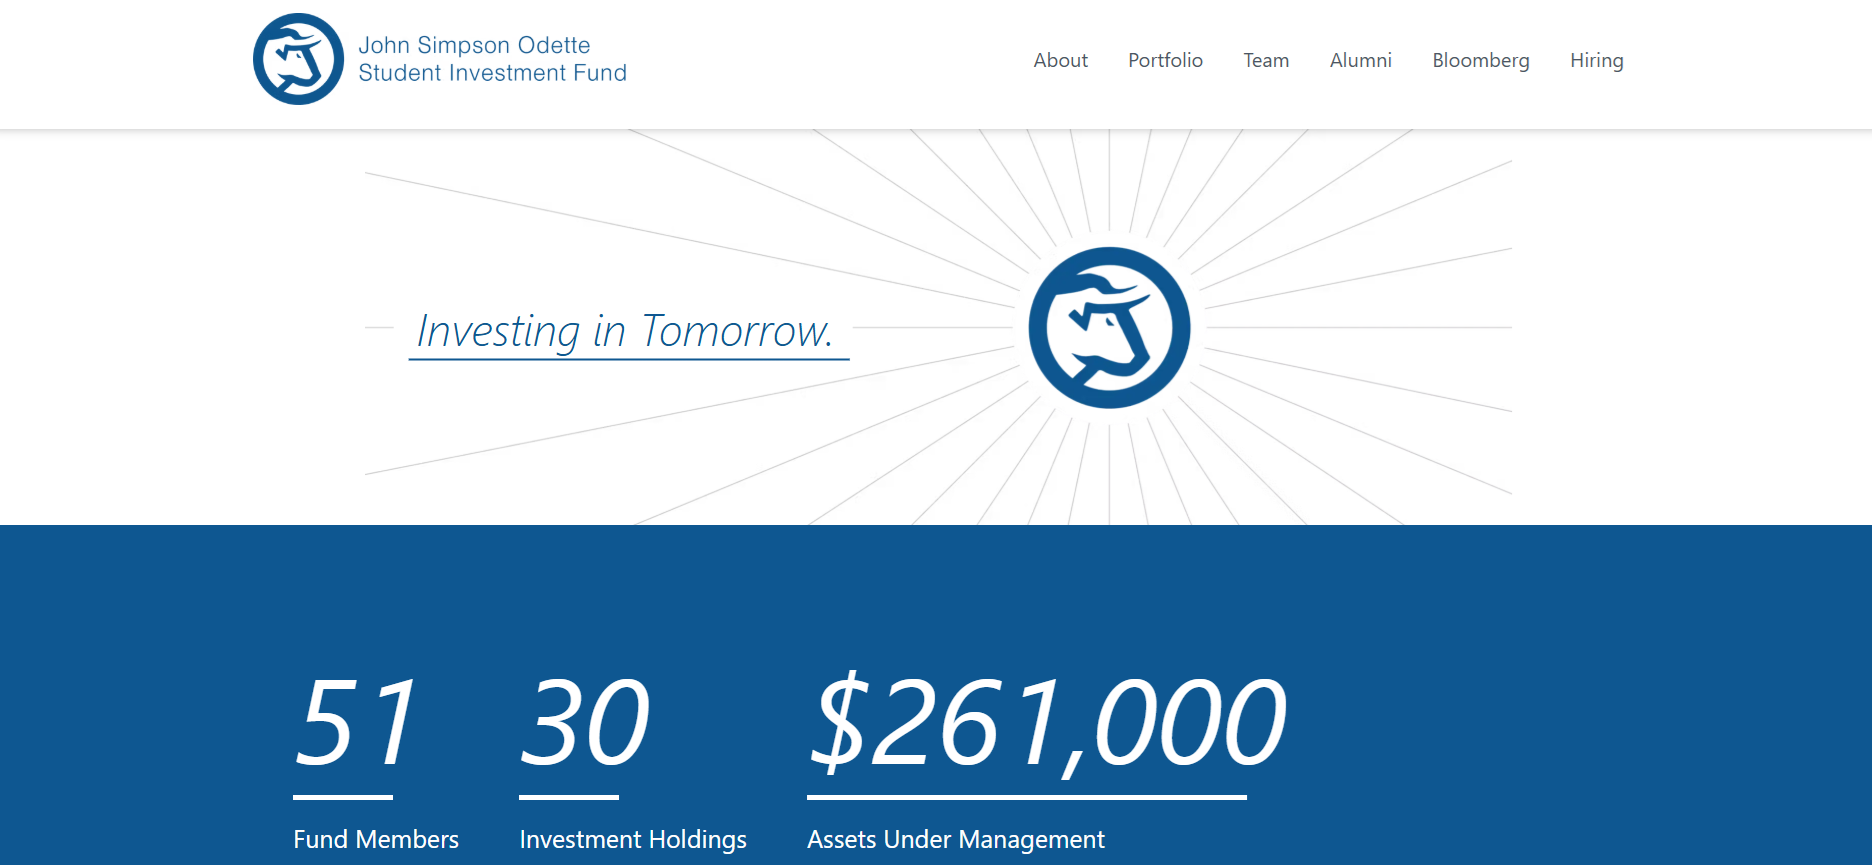 John Simpson Odette
Student Investment Fund
About Portfolio Team Alumni Bloomberg Hiring
Investing in Tomorrow.
51 30 $261,000
Fund Members Investment Holdings Assets Under Management